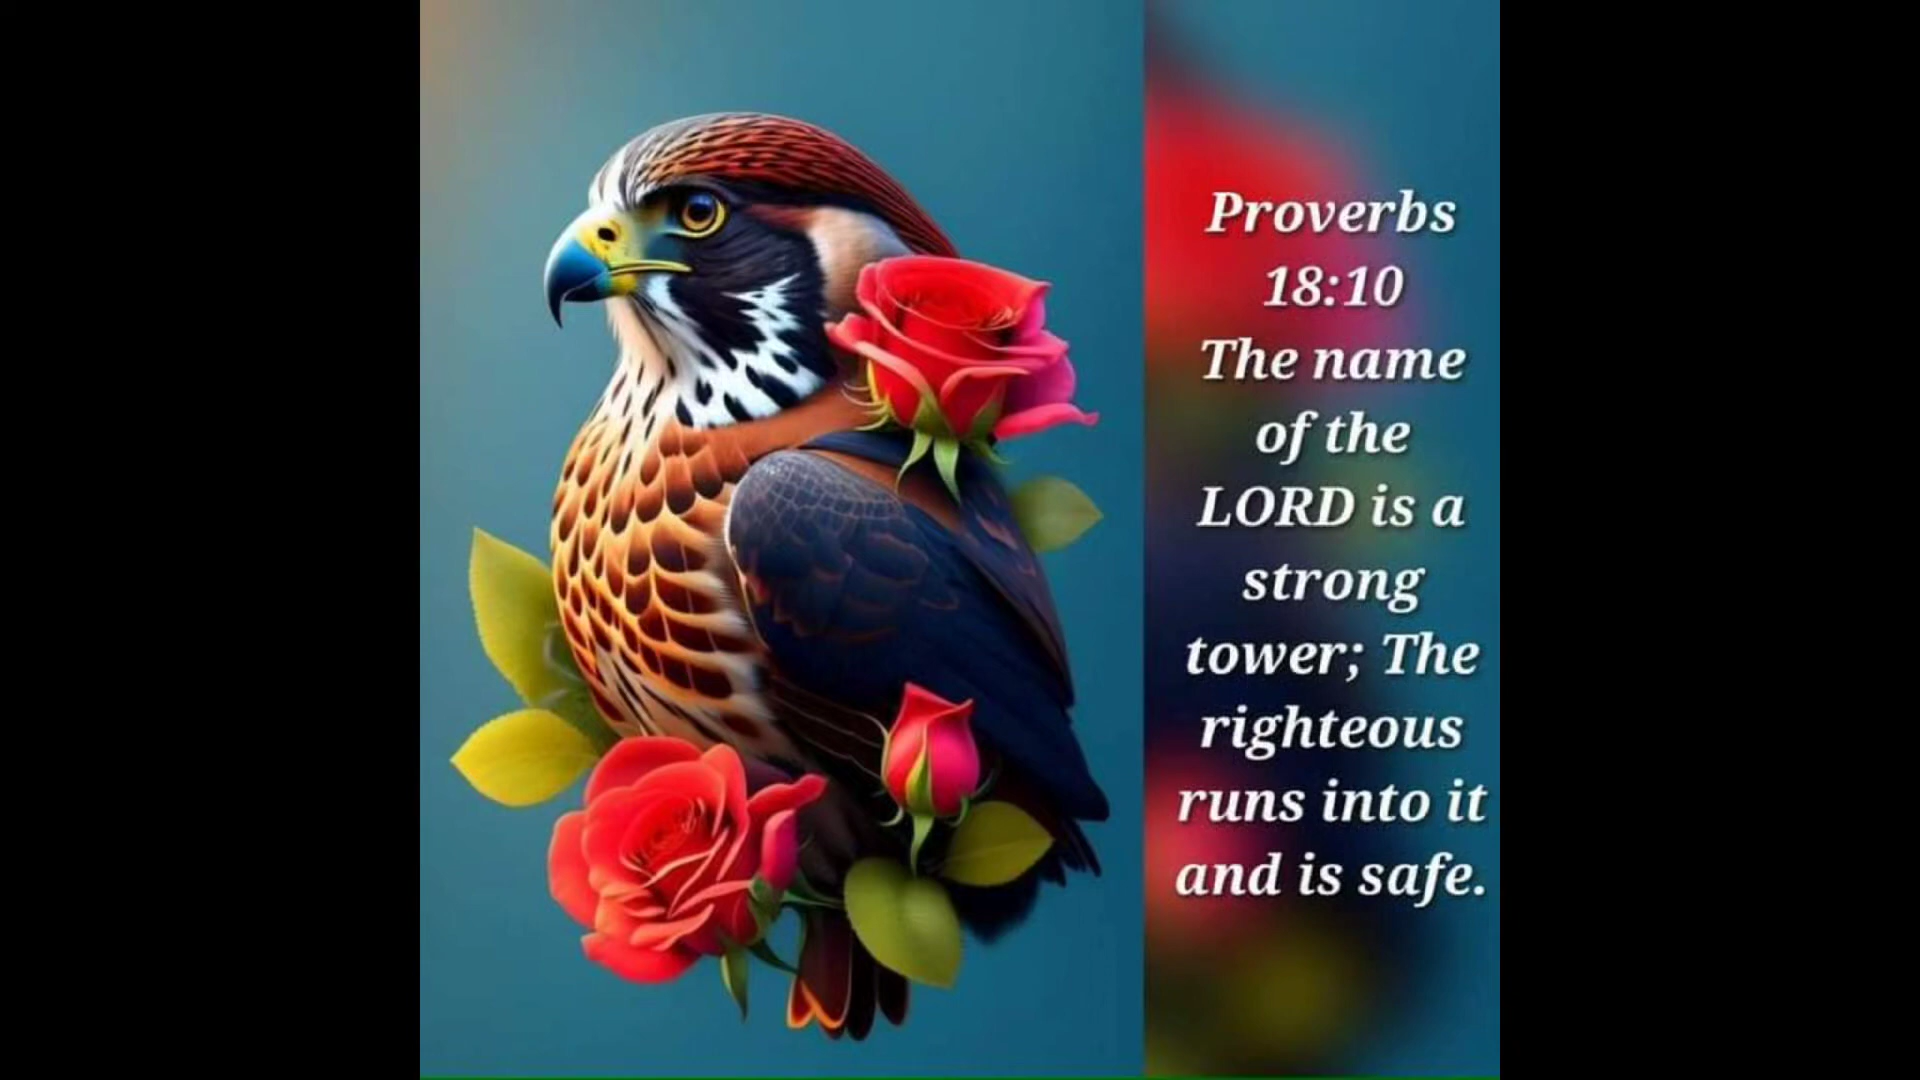 Proverbs
18:10
The name
of the
LORD is a
strong
tower; The
righteous
runs into it
and is safe.